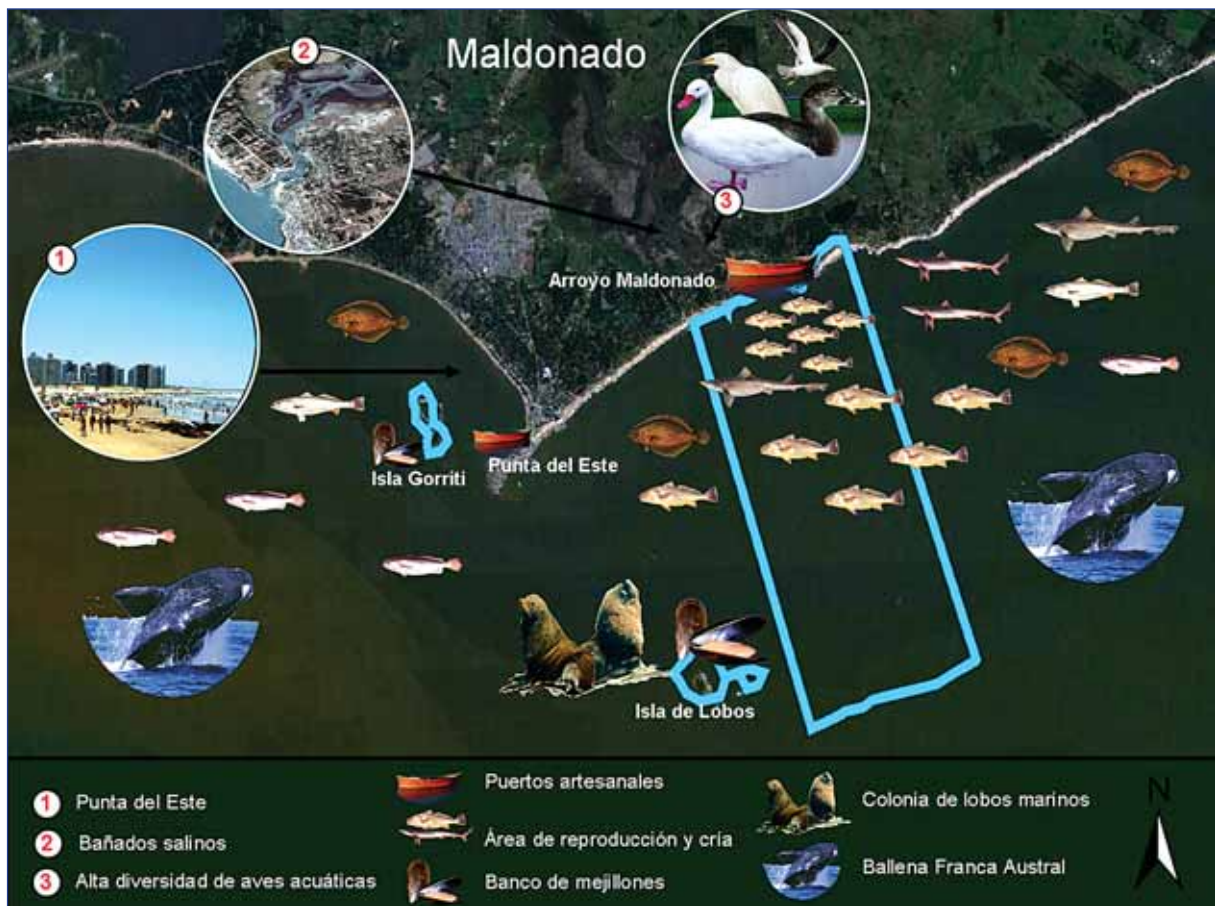 Maldonado
2
3
1
Arroyo Maldonado
Isla Gorriti
Punta del Este
Isla de Lobos
1 Punta del Este
2 Bañados salinos
3 Alta diversidad de aves acuáticas
Puertos artesanales
Área de reproducción y cría
Banco de mejillones
Colonia de lobos marinos
Ballena Franca Austral
N